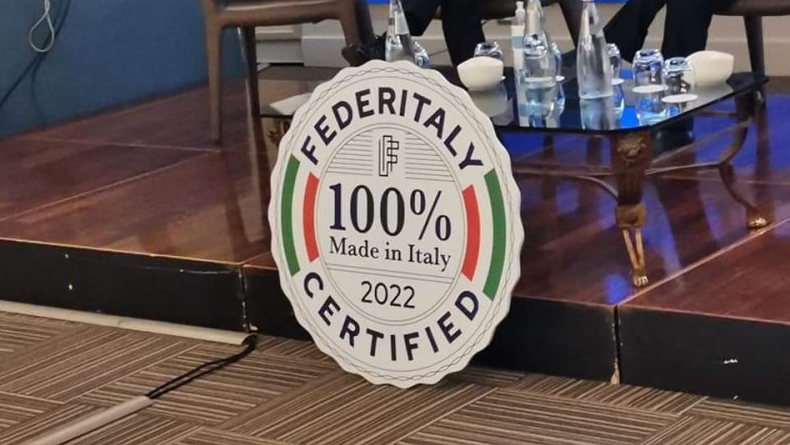 FEDERITALY
100%
Made in Italy
2022
CERTIFIED